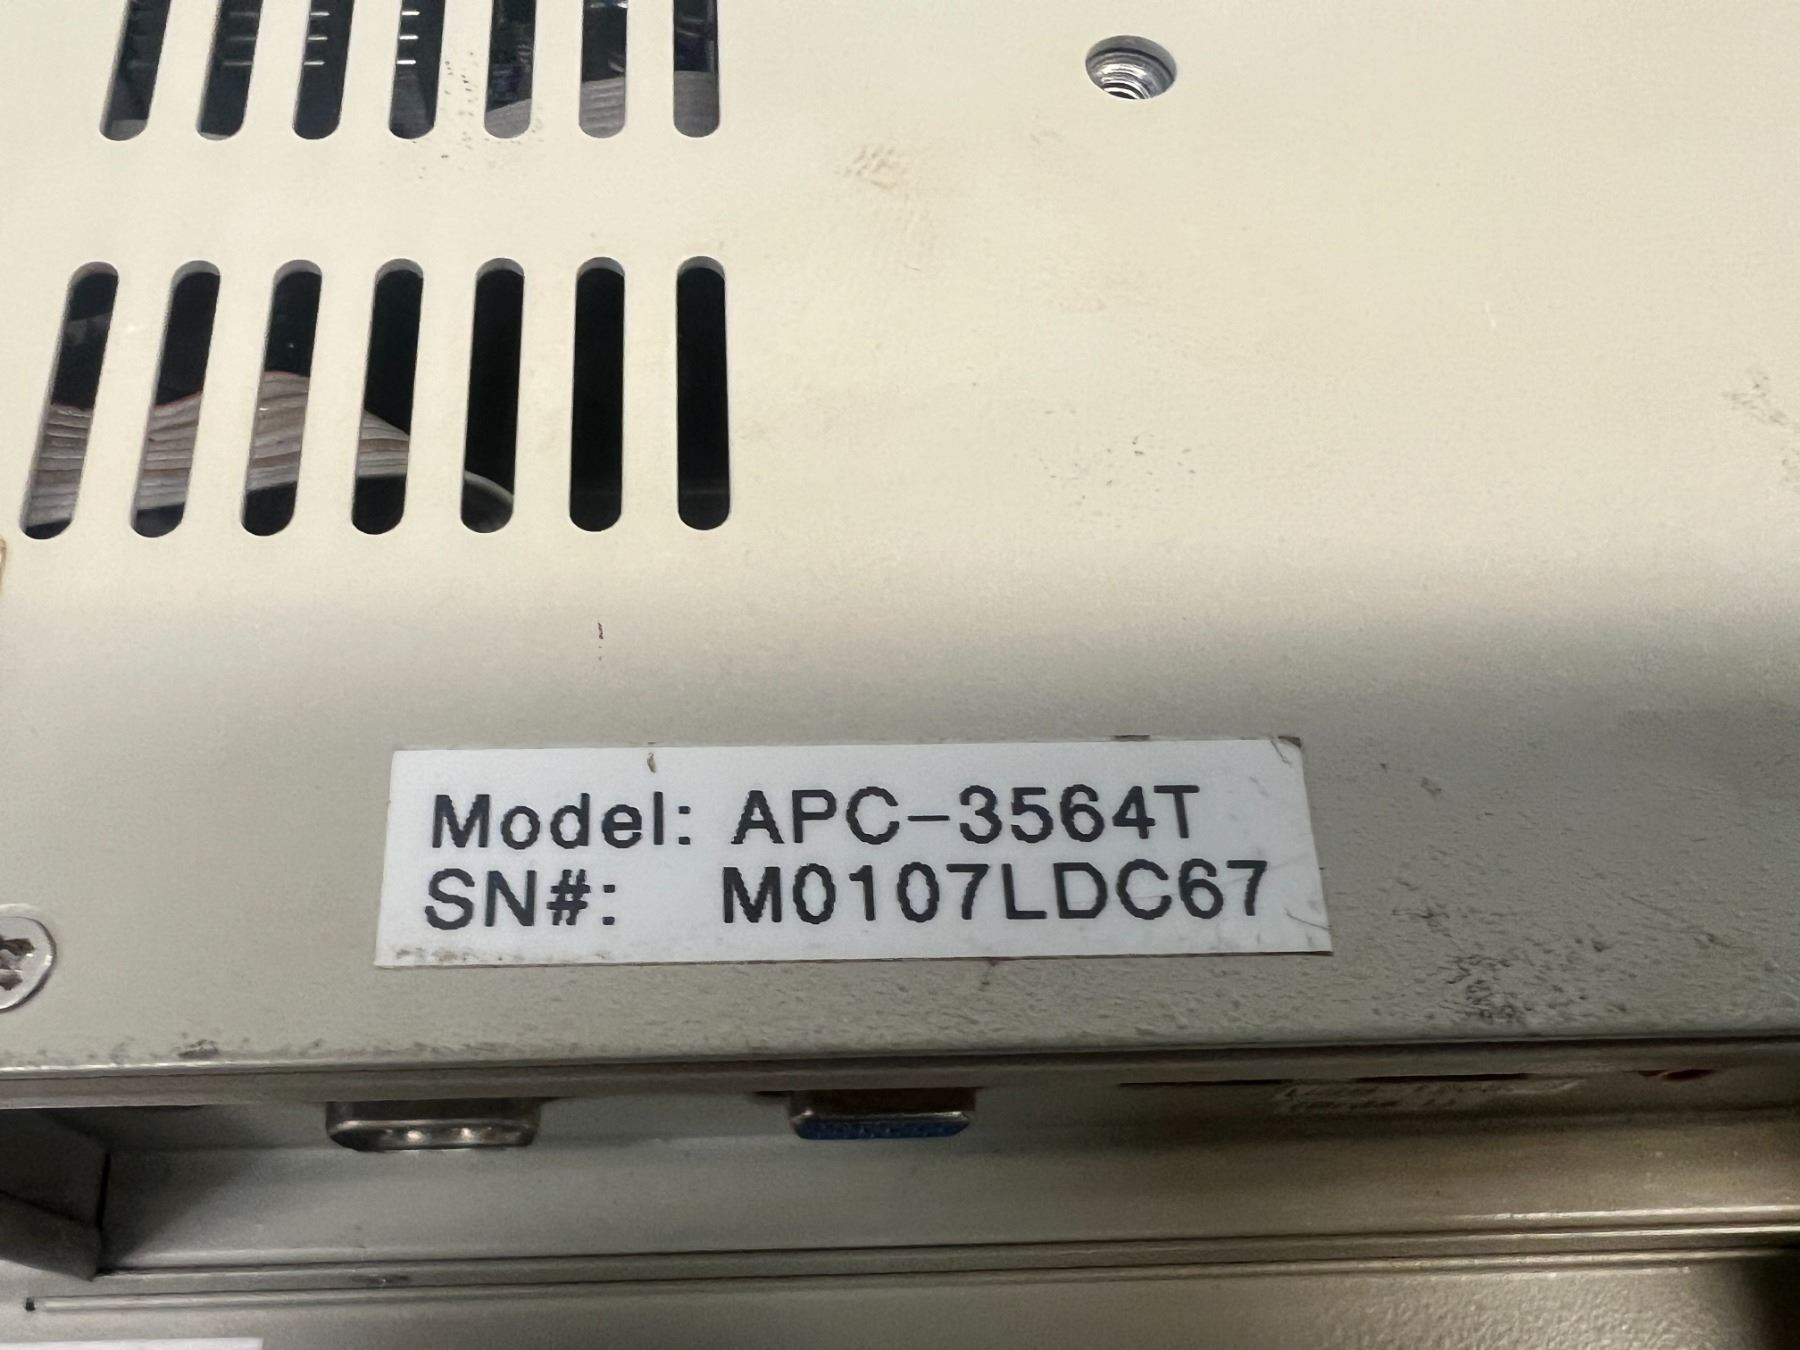 Model: APC-3564T
SN#: M0107LDC67